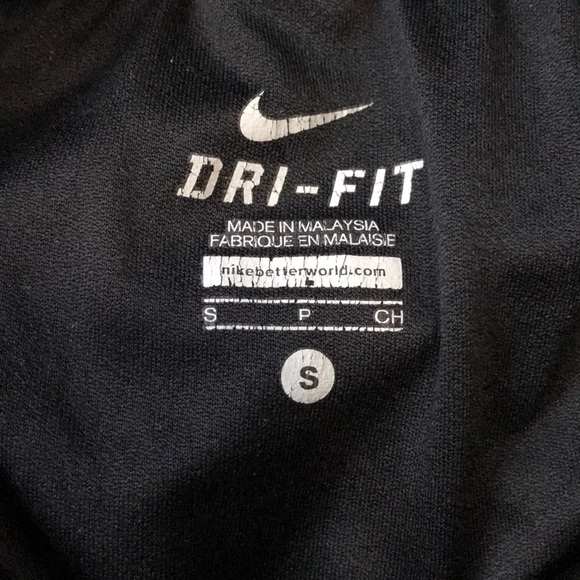 DRI-FIT
MADE IN MALAYSIA
FABRIQUE EN MALAISIE
nikebetterworld.com
S P CH
S